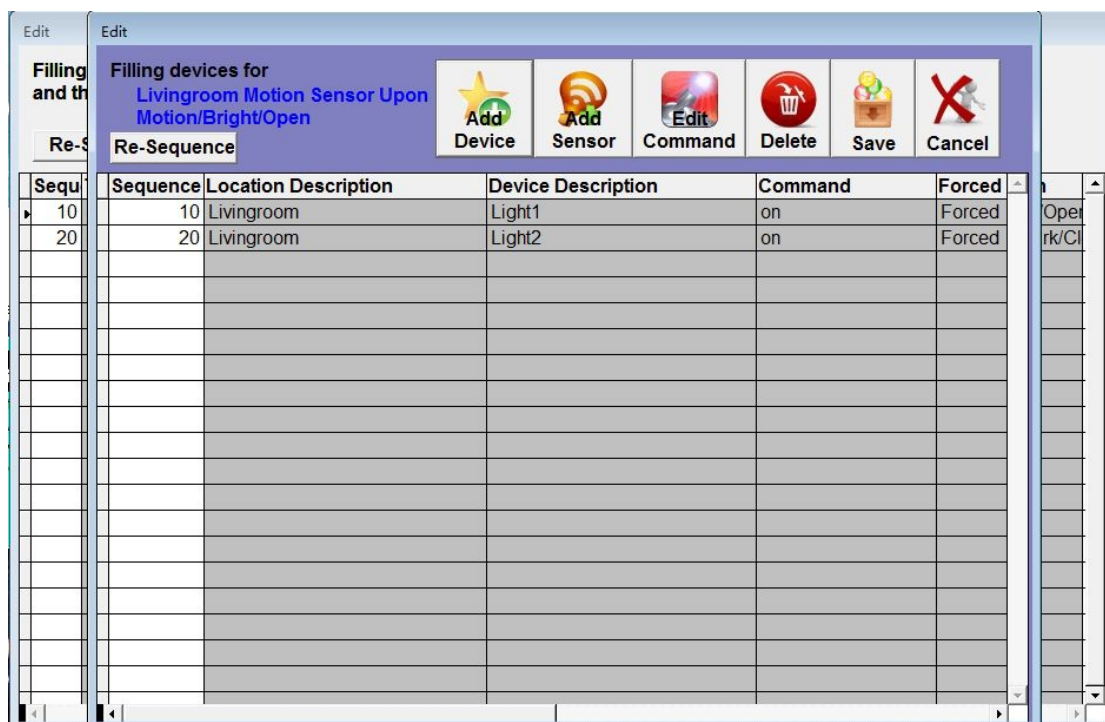 Edit
Edit
Filling
and th
Re-S
Filling devices for
Livingroom Motion Sensor Upon
Motion/Bright/Open
Re-Sequence
Add Device
Add Sensor
Edit Command
Delete
Save
Cancel
Sequ
Sequence Location Description Device Description Command Forced
10
10 Livingroom Light1 on Forced
/Open
20
20 Livingroom Light2 on Forced
rk/Cl